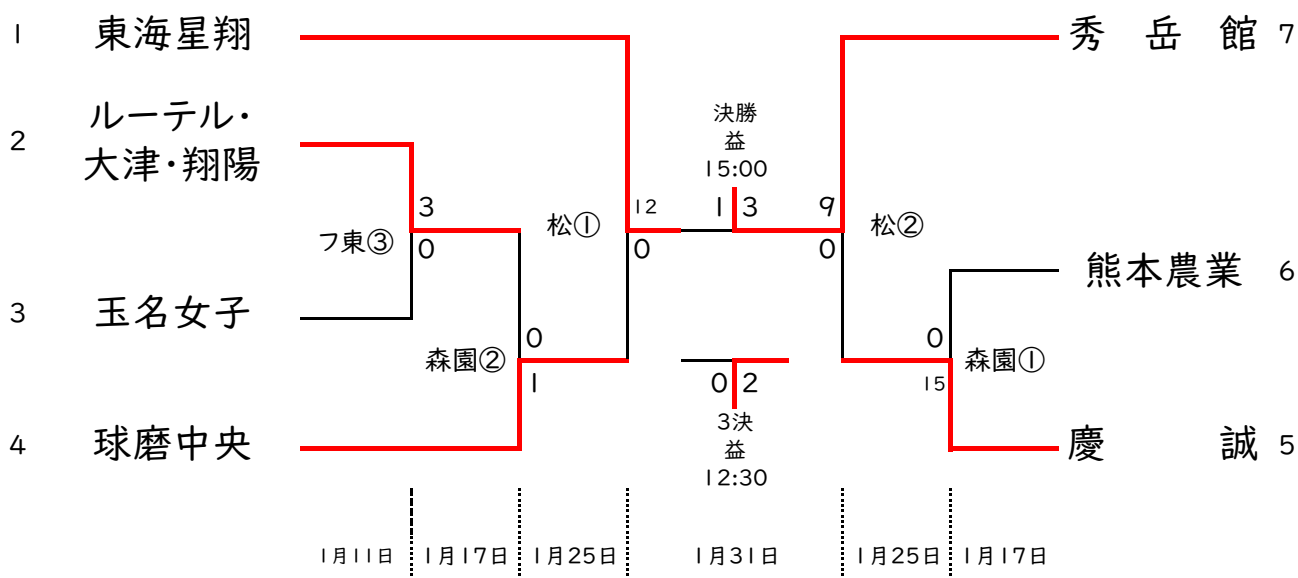 1 東海星翔
2 ルーテル・
大津・翔陽
3 玉名女子
4 球磨中央
フ東③
3
0
森園②
0
1
松①
12
0
決勝
益
15:00
1 3
0 2
3決
益
12:30
9
0
松②
0
15
森園①
秀岳館 7
熊本農業 6
慶誠 5
1月11日 1月17日 1月25日 1月31日 1月25日 1月17日